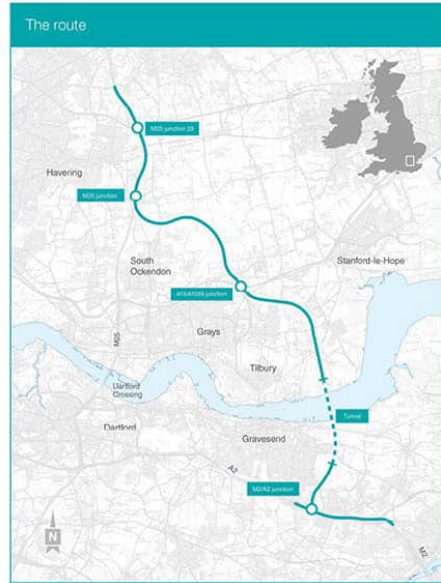 The route
M25 junction 29
Havering
M25 junction
South
Ockendon
Stanford-le-Hope
A13/A1089 junction
Grays
M25
Tilbury
Dartford
Crossing
Tunnel
Dartford
Gravesend
A2
M2/A2 junction
N
M2